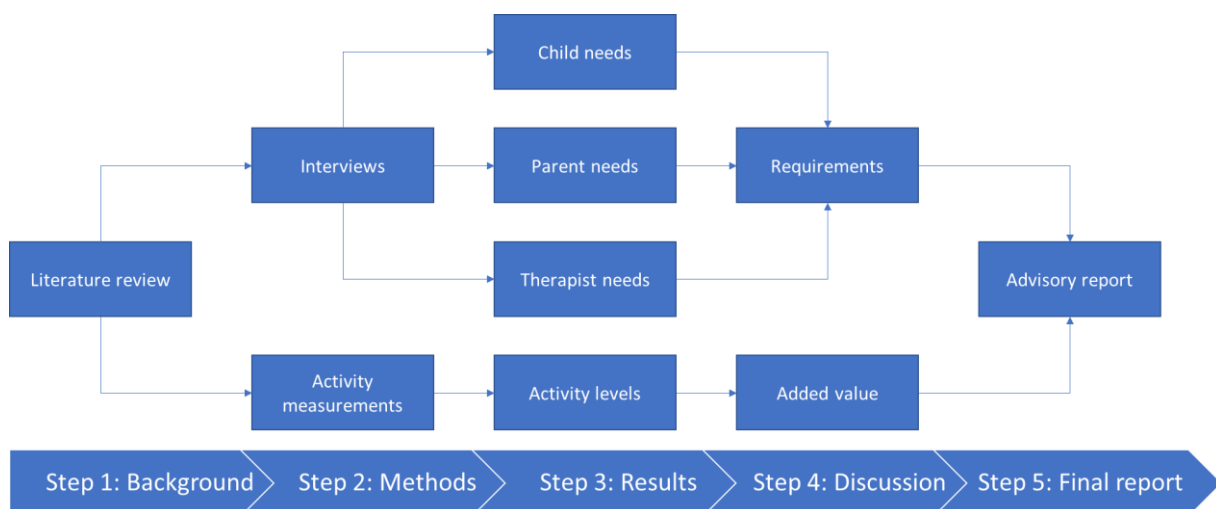 Child needs
Interviews
Parent needs
Requirements
Literature review
Therapist needs
Advisory report
Activity
measurements
Activity levels
Added value
Step 1: Background
Step 2: Methods
Step 3: Results
Step 4: Discussion
Step 5: Final report